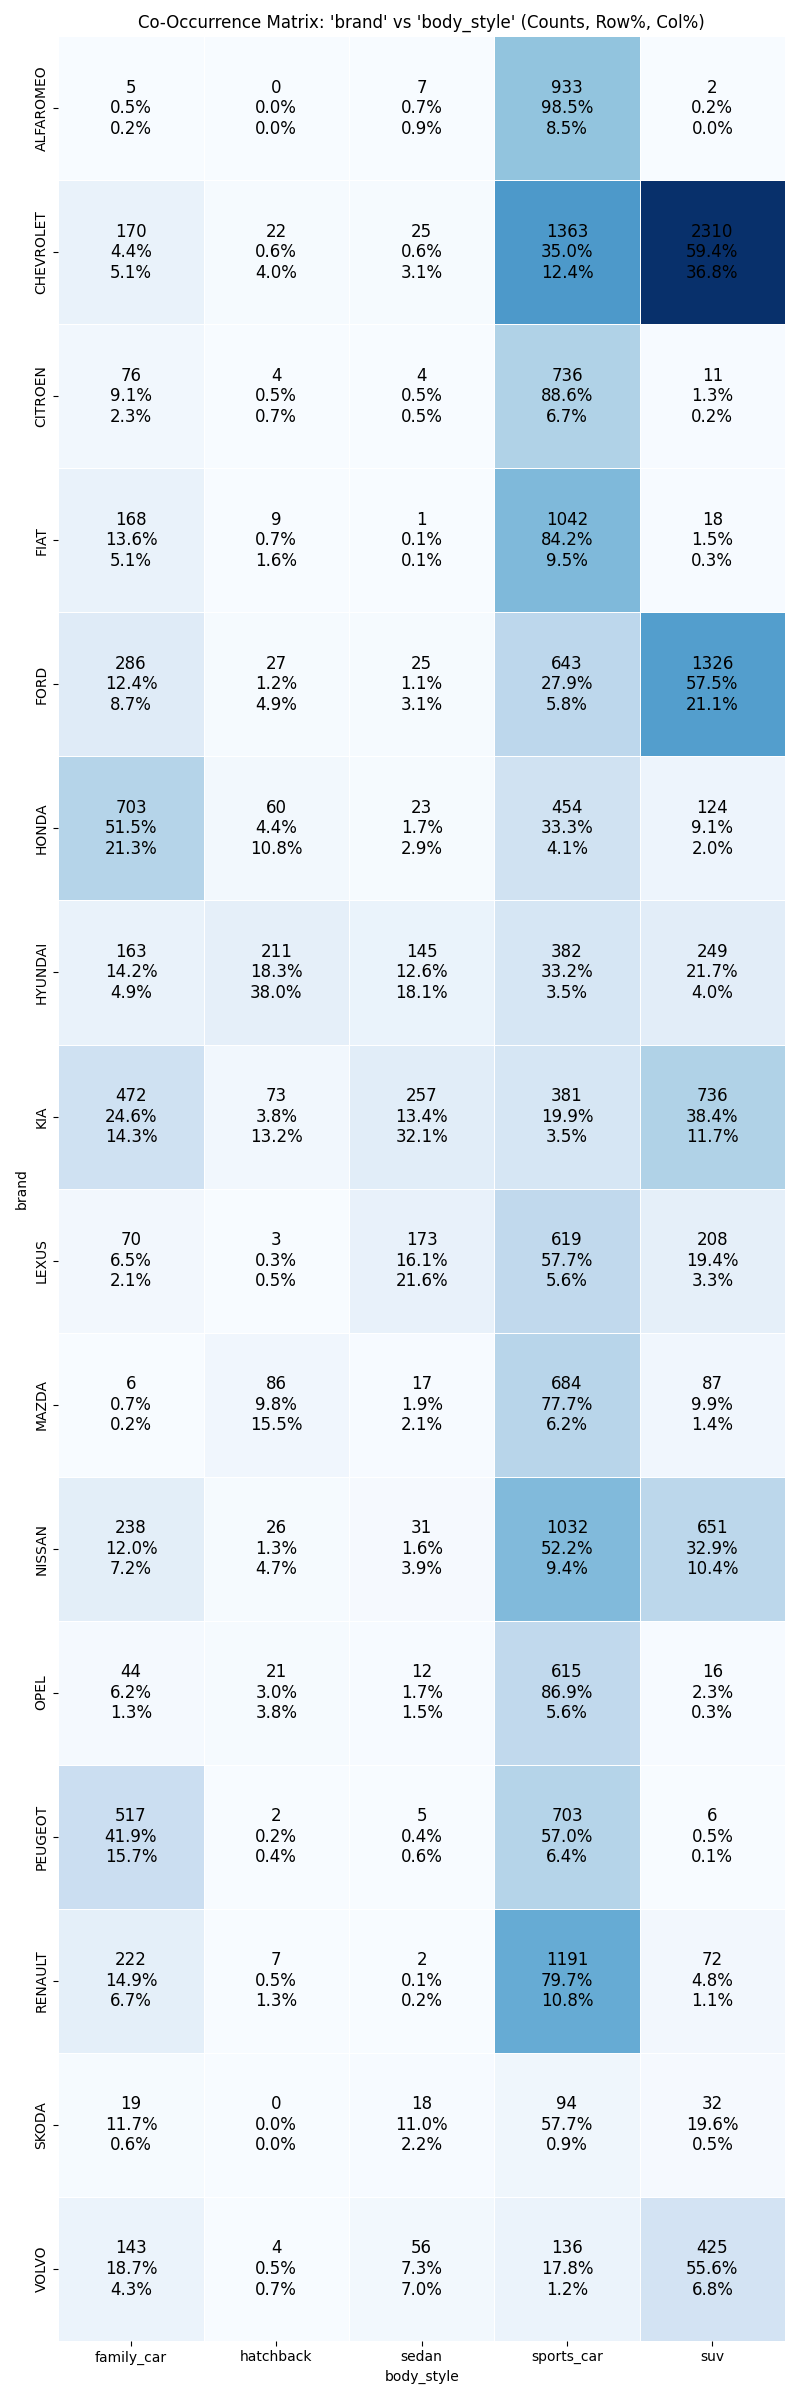 Co-Occurrence Matrix: 'brand' vs 'body_style' (Counts, Row%, Col%)
ALFAROMEO
5 0 7 933 2
0.5% 0.0% 0.7% 98.5% 0.2%
0.2% 0.0% 0.9% 8.5% 0.0%
CHEVROLET
170 22 25 1363 2310
4.4% 0.6% 0.6% 35.0% 59.4%
5.1% 4.0% 3.1% 12.4% 36.8%
CITROEN
76 4 4 736 11
9.1% 0.5% 0.5% 88.6% 1.3%
2.3% 0.7% 0.5% 6.7% 0.2%
FIAT
168 9 1 1042 18
13.6% 0.7% 0.1% 84.2% 1.5%
5.1% 1.6% 0.1% 9.5% 0.3%
FORD
286 27 25 643 1326
12.4% 1.2% 1.1% 27.9% 57.5%
8.7% 4.9% 3.1% 5.8% 21.1%
HONDA
703 60 23 454 124
51.5% 4.4% 1.7% 33.3% 9.1%
21.3% 10.8% 2.9% 4.1% 2.0%
HYUNDAI
163 211 145 382 249
14.2% 18.3% 12.6% 33.2% 21.7%
4.9% 38.0% 18.1% 3.5% 4.0%
KIA
472 73 257 381 736
24.6% 3.8% 13.4% 19.9% 38.4%
14.3% 13.2% 32.1% 3.5% 11.7%
brand
LEXUS
70 3 173 619 208
6.5% 0.3% 16.1% 57.7% 19.4%
2.1% 0.5% 21.6% 5.6% 3.3%
MAZDA
6 86 17 684 87
0.7% 9.8% 1.9% 77.7% 9.9%
0.2% 15.5% 2.1% 6.2% 1.4%
NISSAN
238 26 31 1032 651
12.0% 1.3% 1.6% 52.2% 32.9%
7.2% 4.7% 3.9% 9.4% 10.4%
OPEL
44 21 12 615 16
6.2% 3.0% 1.7% 86.9% 2.3%
1.3% 3.8% 1.5% 5.6% 0.3%
PEUGEOT
517 2 5 703 6
41.9% 0.2% 0.4% 57.0% 0.5%
15.7% 0.4% 0.6% 6.4% 0.1%
RENAULT
222 7 2 1191 72
14.9% 0.5% 0.1% 79.7% 4.8%
6.7% 1.3% 0.2% 10.8% 1.1%
SKODA
19 0 18 94 32
11.7% 0.0% 11.0% 57.7% 19.6%
0.6% 0.0% 2.2% 0.9% 0.5%
VOLVO
143 4 56 136 425
18.7% 0.5% 7.3% 17.8% 55.6%
4.3% 0.7% 7.0% 1.2% 6.8%
family_car hatchback sedan sports_car suv
body_style